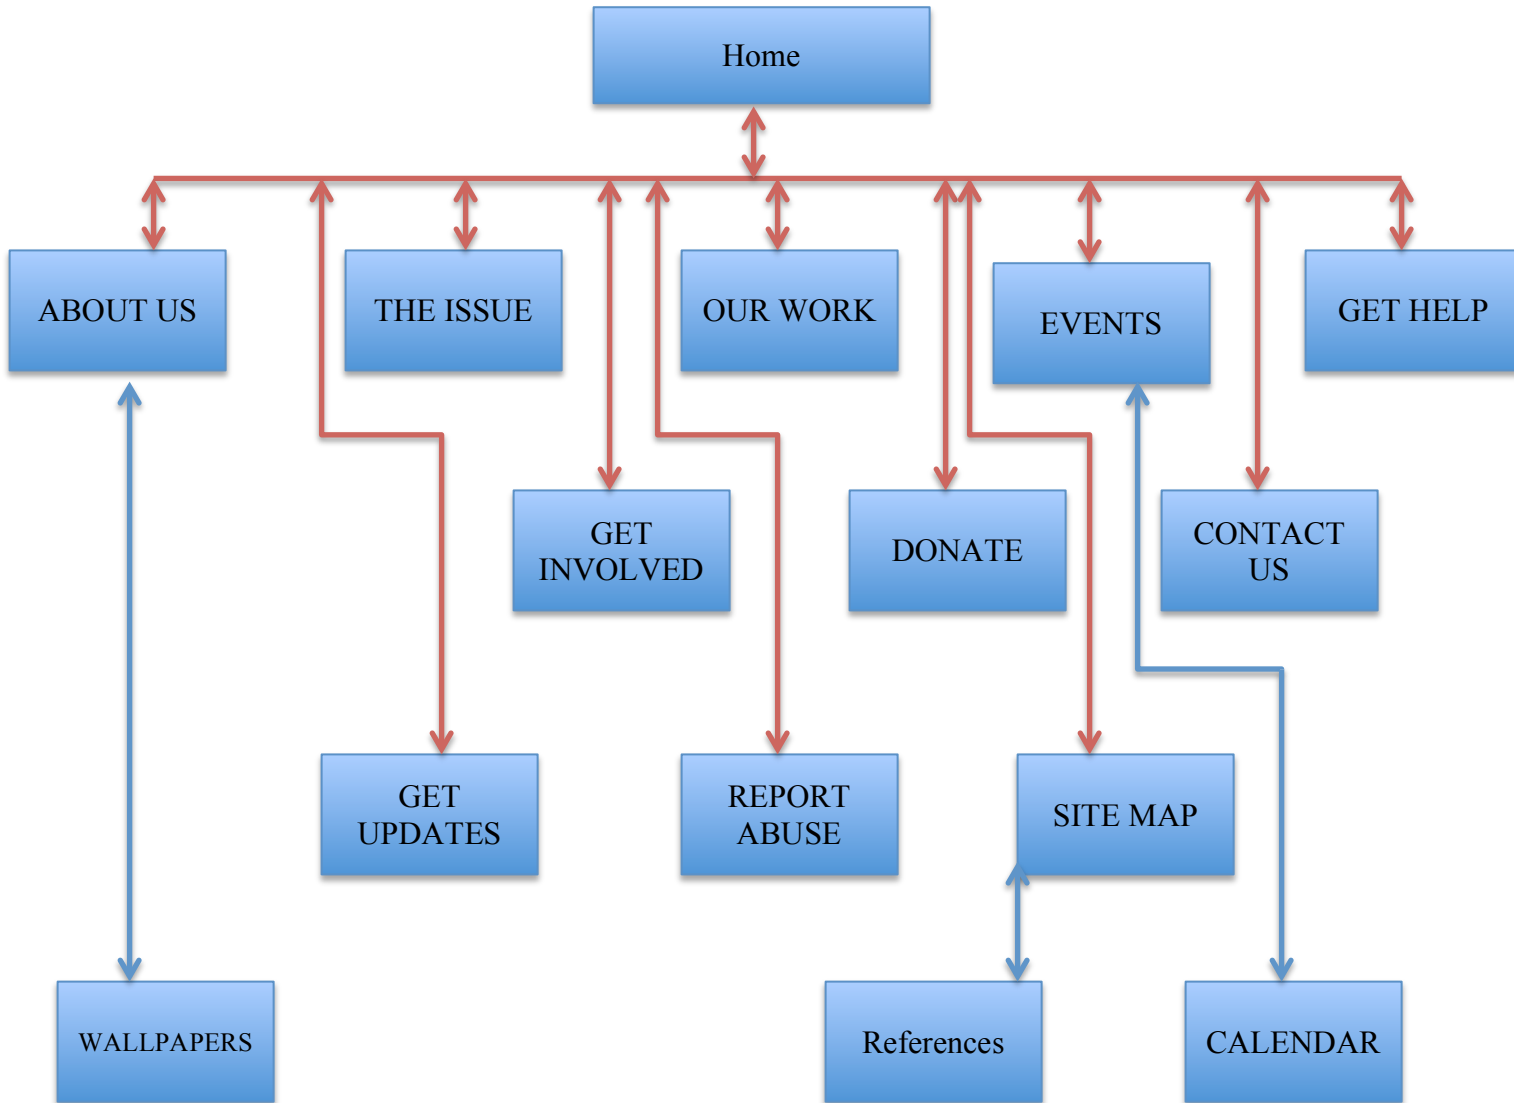 Home
ABOUT US
THE ISSUE
OUR WORK
EVENTS
GET HELP
GET
INVOLVED
DONATE
CONTACT
US
GET
UPDATES
REPORT
ABUSE
SITE MAP
WALLPAPERS
References
CALENDAR